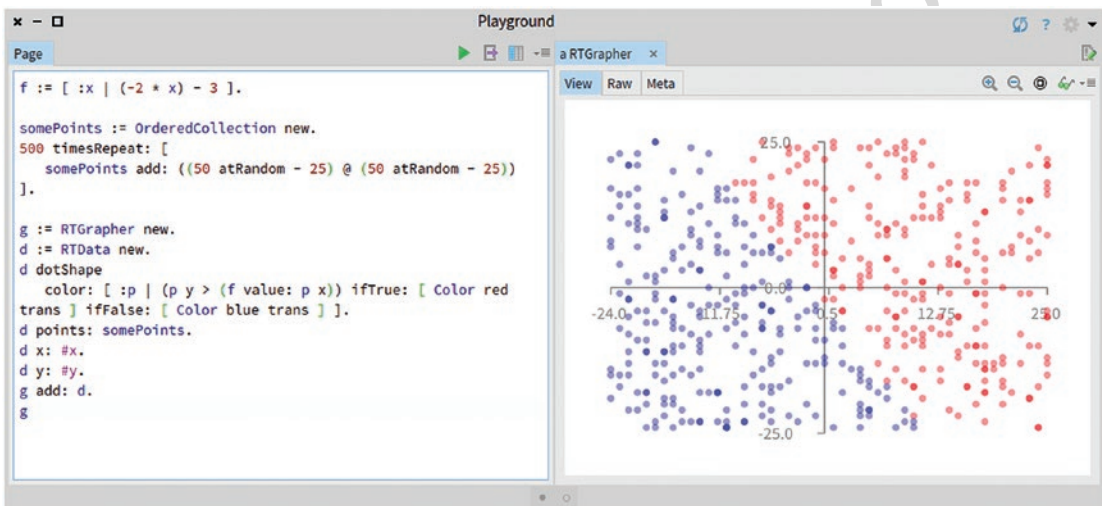 Playground
Page
a RTGrapher
f := [ :x | (-2 * x) - 3 ].
somePoints := OrderedCollection new.
500 timesRepeat: [
somePoints add: ((50 atRandom - 25) @ (50 atRandom - 25))
].
g := RTGrapher new.
d := RTData new.
d dotShape
color: [ :p | (p y > (f value: p x)) ifTrue: [ Color red
trans ] ifFalse: [ Color blue trans ] ].
d points: somePoints.
d x: #x.
d y: #y.
g add: d.
g
View Raw Meta
25.0
0.0
-24.0 -11.75 0.5 12.75 25.0
-25.0